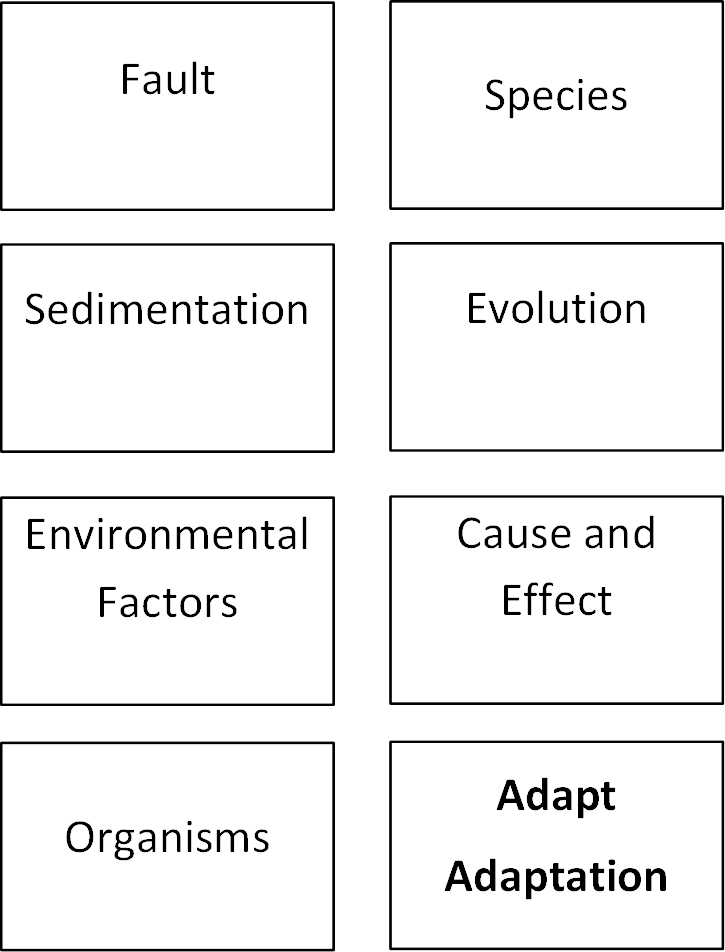 Fault
Species
Sedimentation
Evolution
Environmental
Factors
Cause and
Effect
Organisms
Adapt
Adaptation